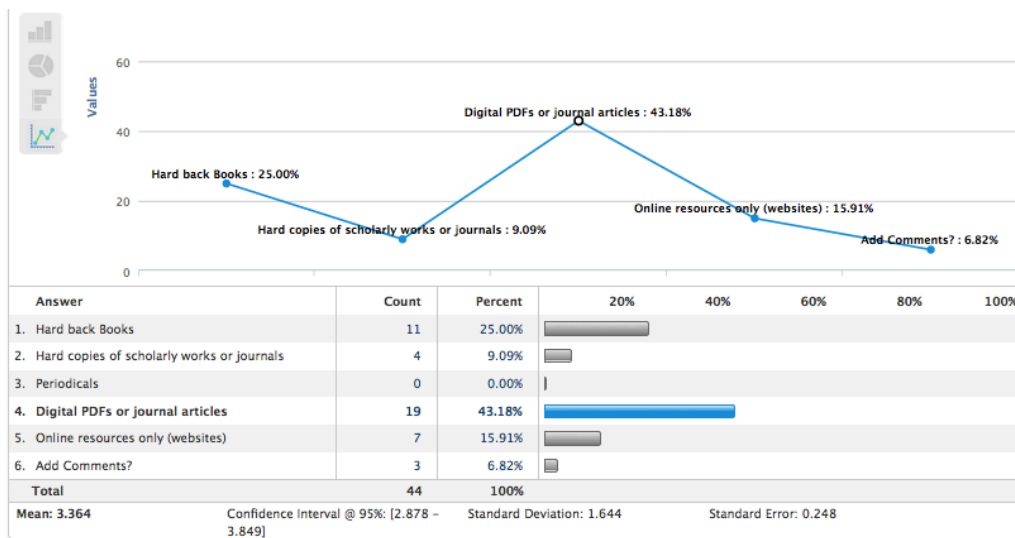 60
Values
Digital PDFs or journal articles : 43.18%
40
Hard back Books : 25.00%
20
Online resources only (websites) : 15.91%
Hard copies of scholarly works or journals : 9.09%
Add Comments? : 6.82%
0
Answer Count Percent 20% 40% 60% 80% 100%
1. Hard back Books 11 25.00%
2. Hard copies of scholarly works or journals 4 9.09%
3. Periodicals 0 0.00%
4. Digital PDFs or journal articles 19 43.18%
5. Online resources only (websites) 7 15.91%
6. Add Comments? 3 6.82%
Total 44 100%
Mean: 3.364 Confidence Interval @ 95%: [2.878 – Standard Deviation: 1.644 Standard Error: 0.248
3.849]